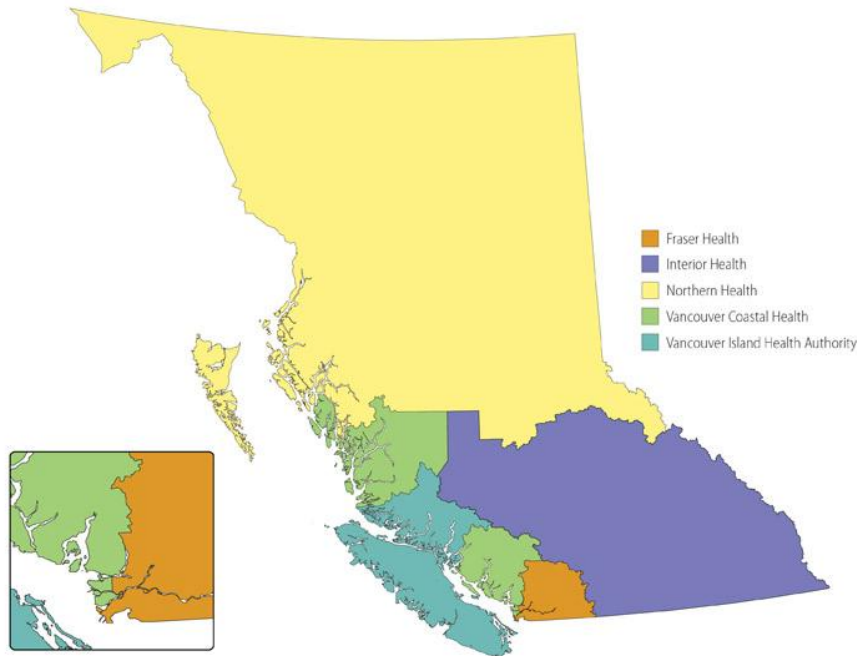 Fraser Health
Interior Health
Northern Health
Vancouver Coastal Health
Vancouver Island Health Authority